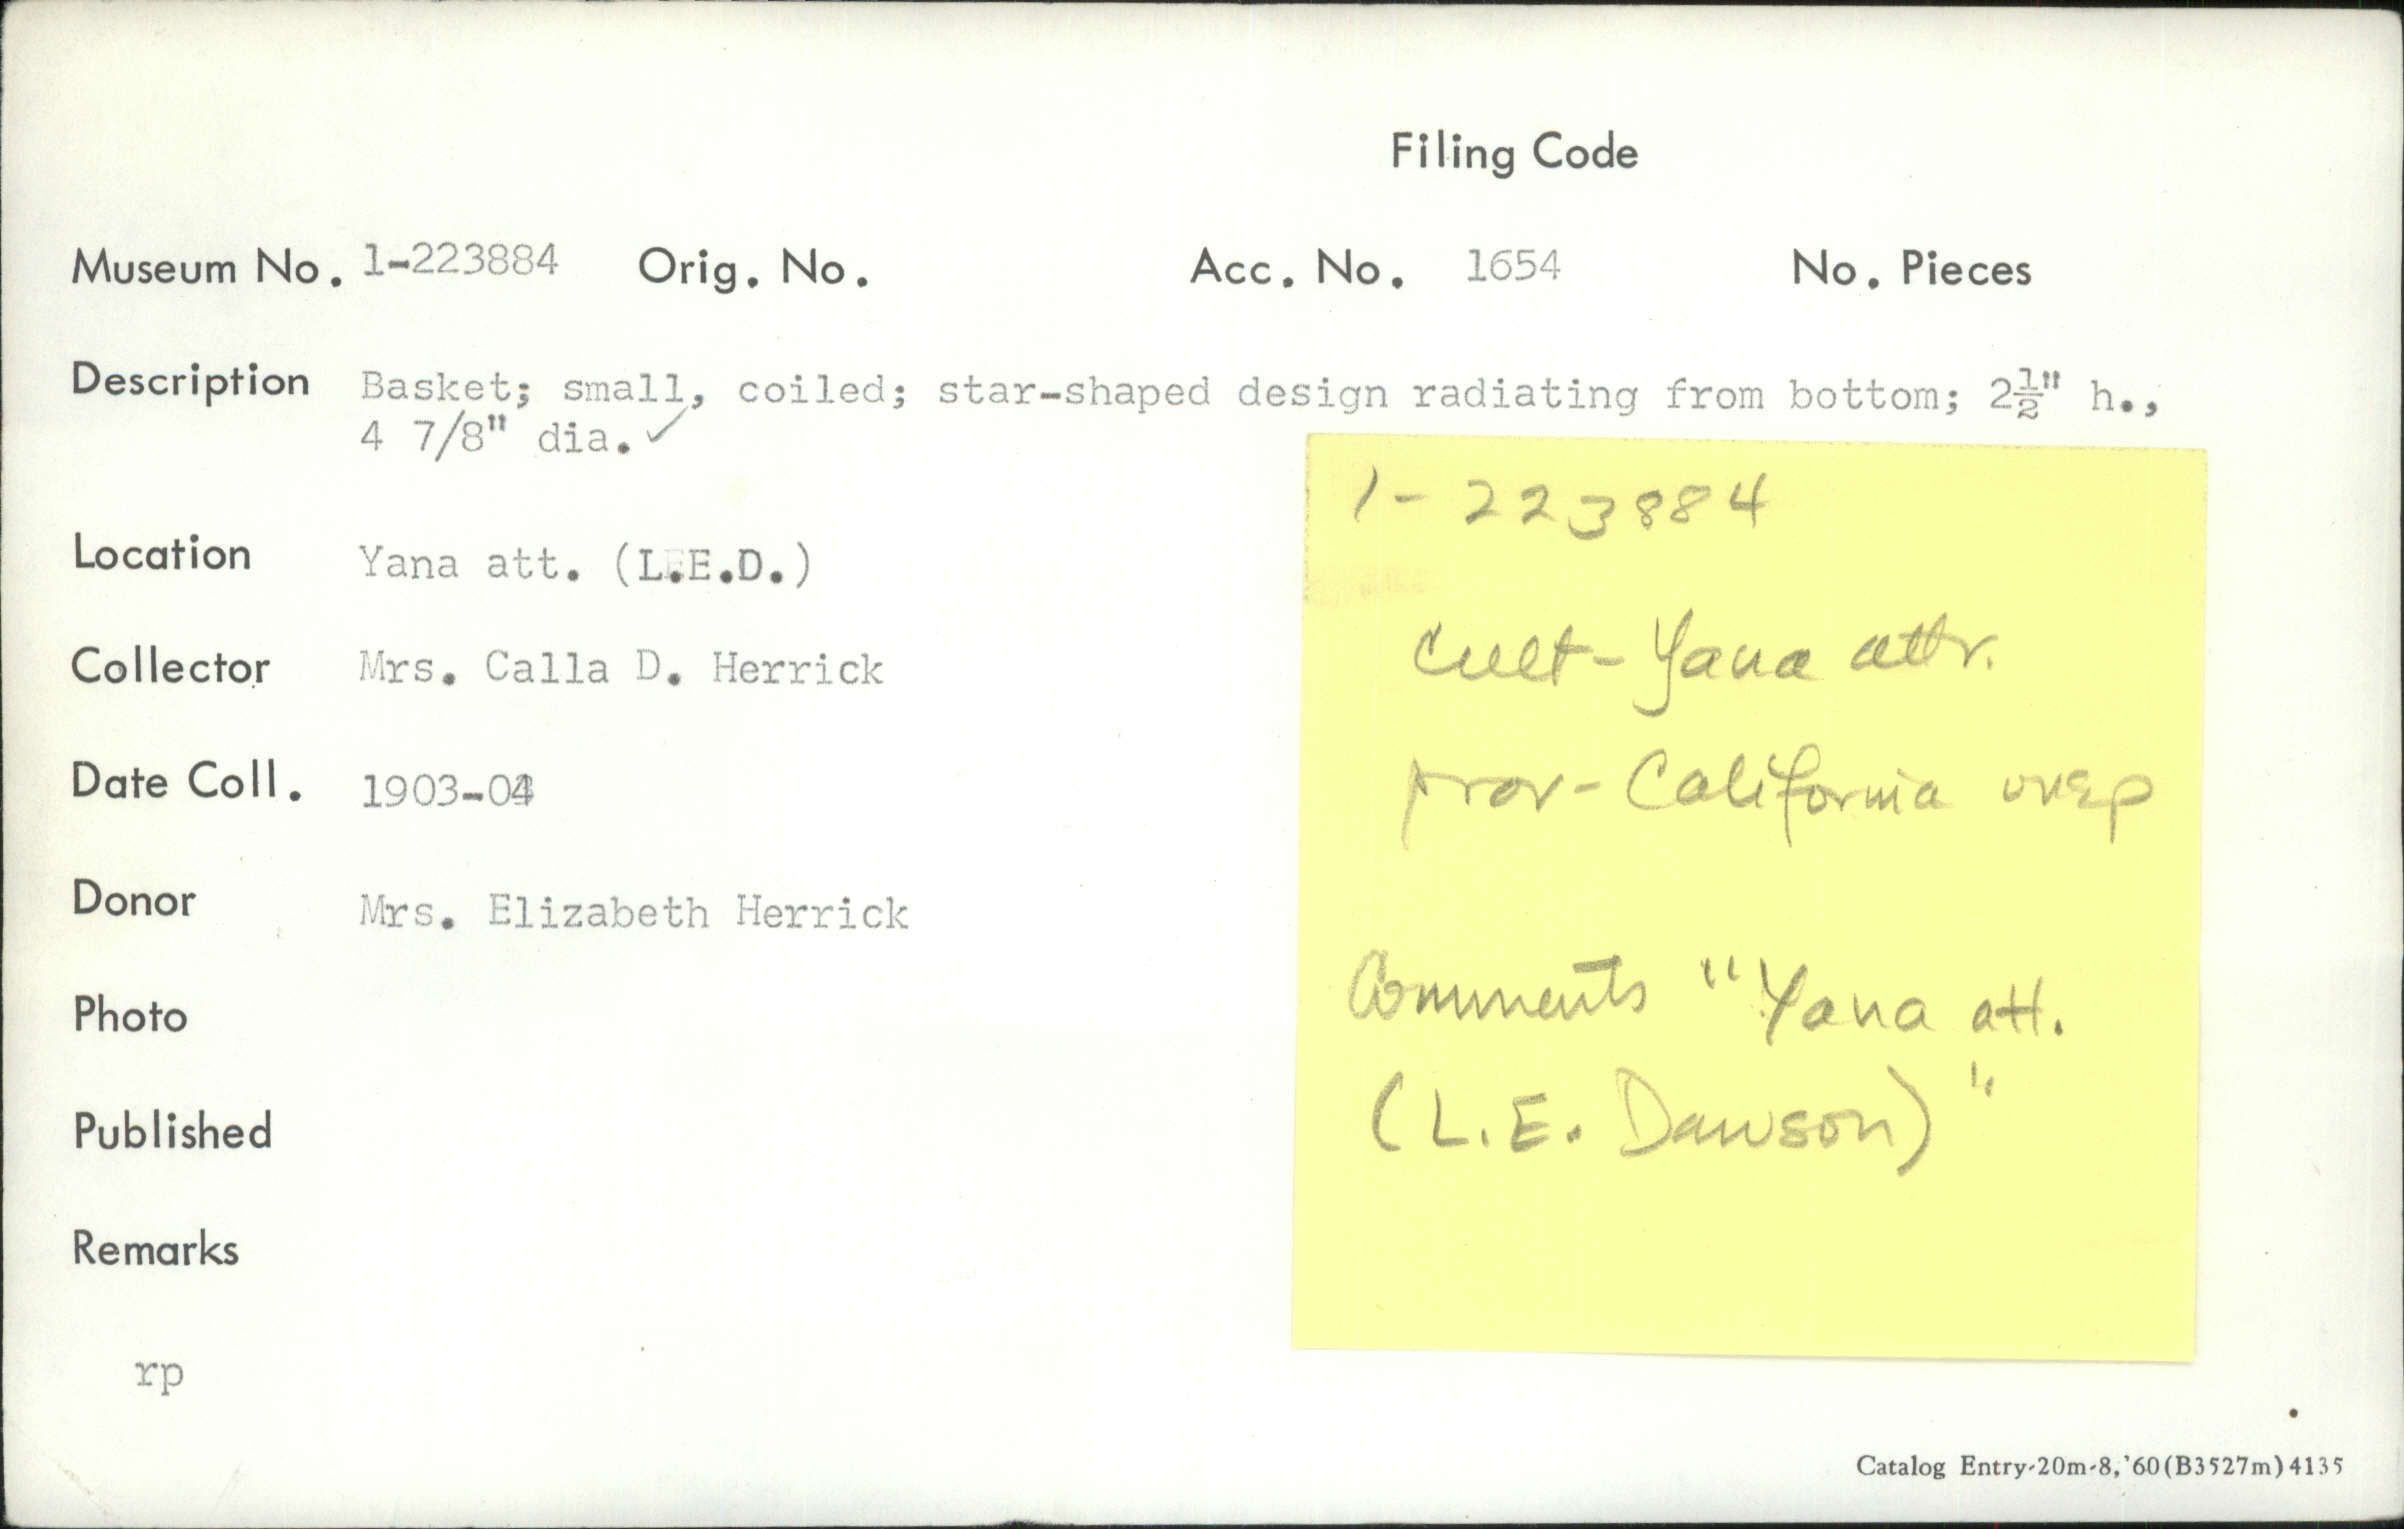 Filing Code
Museum No. 1-223884 Orig. No. Acc. No. 1654 No. Pieces
Description Basket; small, coiled; star-shaped design radiating from bottom; 2½" h.,
4 7/8" dia. ✓
Location Yana att. (L.E.D.)
Collector Mrs. Calla D. Herrick
Date Coll. 1903-04
Donor Mrs. Elizabeth Herrick
Photo
Published
Remarks
rp
1-223884
Cult- Yana attr.
prov- California
Comments "Yana att.
(L.E. Dawson)"
Catalog Entry-20m-8,'60(B3527m)4135